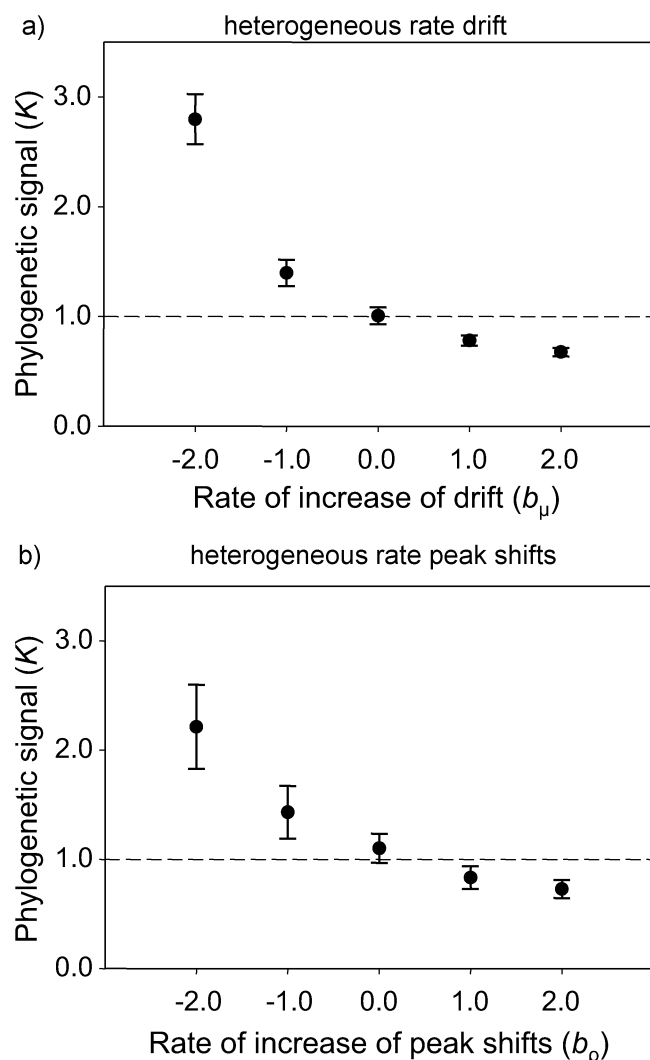 a) heterogeneous rate drift
Phylogenetic signal (K)
3.0
2.0
1.0
0.0
-2.0 -1.0 0.0 1.0 2.0
Rate of increase of drift (bμ)
b) heterogeneous rate peak shifts
Phylogenetic signal (K)
3.0
2.0
1.0
0.0
-2.0 -1.0 0.0 1.0 2.0
Rate of increase of peak shifts (bo)